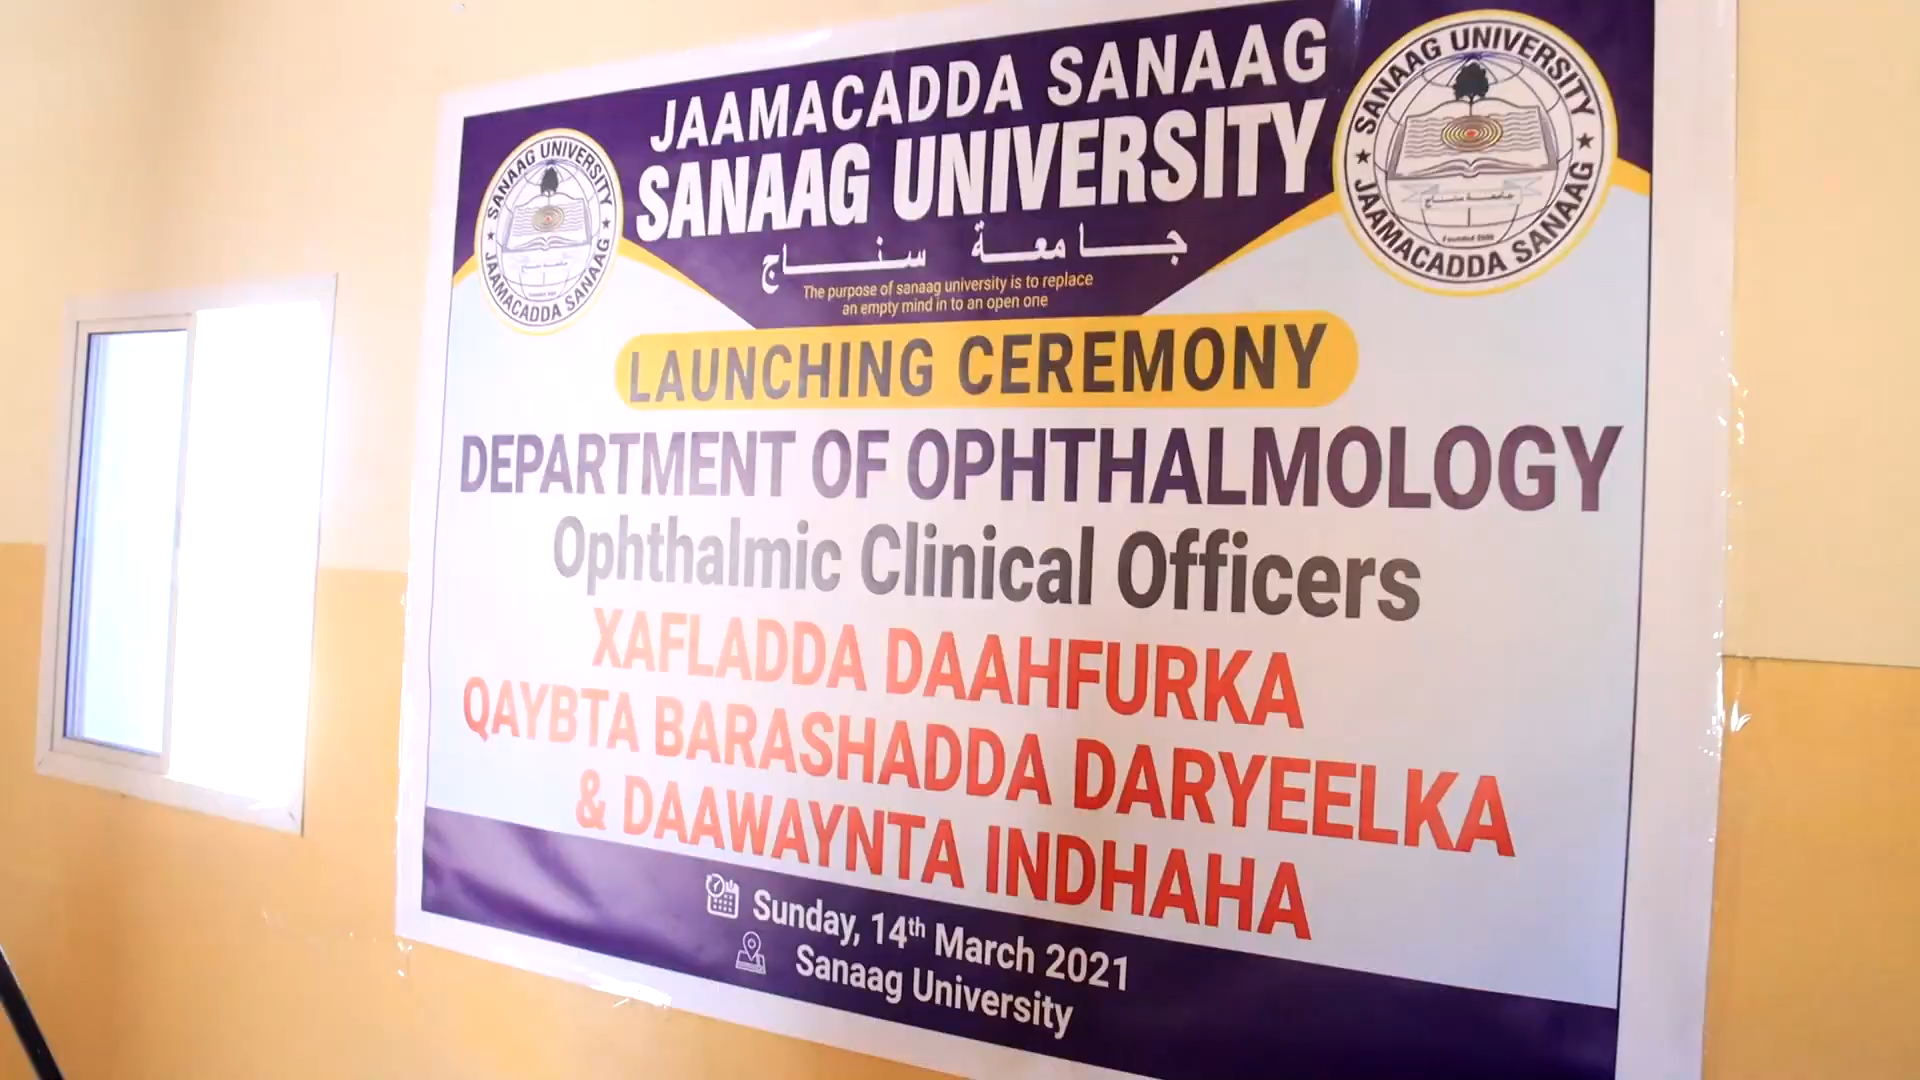 JAAMACADDA SANAAG
SANAAG UNIVERSITY
جامعة سناج
The purpose of sanaag university is to replace
an empty mind in to an open one
SANAAG UNIVERSITY
JAAMACADDA SANAAG
SANAAG UNIVERSITY
جامعة سناج
JAAMACADDA SANAAG
LAUNCHING CEREMONY
DEPARTMENT OF OPHTHALMOLOGY
Ophthalmic Clinical Officers
XAFLADDA DAAHFURKA
QAYBTA BARASHADDA DARYEELKA
& DAAWAYNTA INDHAHA
Sunday, 14th March 2021
Sanaag University